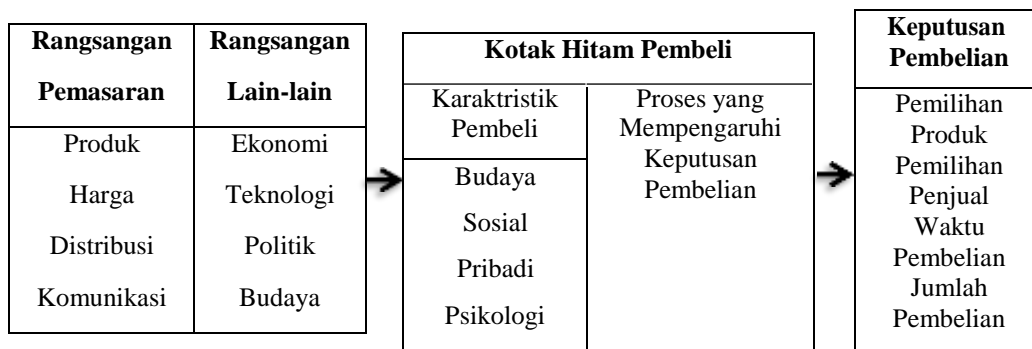 Rangsangan
Pemasaran
Produk
Harga
Distribusi
Komunikasi
Rangsangan
Lain-lain
Ekonomi
Teknologi
Politik
Budaya
Kotak Hitam Pembeli
Karaktristik
Pembeli
Budaya
Sosial
Pribadi
Psikologi
Proses yang
Mempengaruhi
Keputusan
Pembelian
Keputusan
Pembelian
Pemilihan
Produk
Pemilihan
Penjual
Waktu
Pembelian
Jumlah
Pembelian